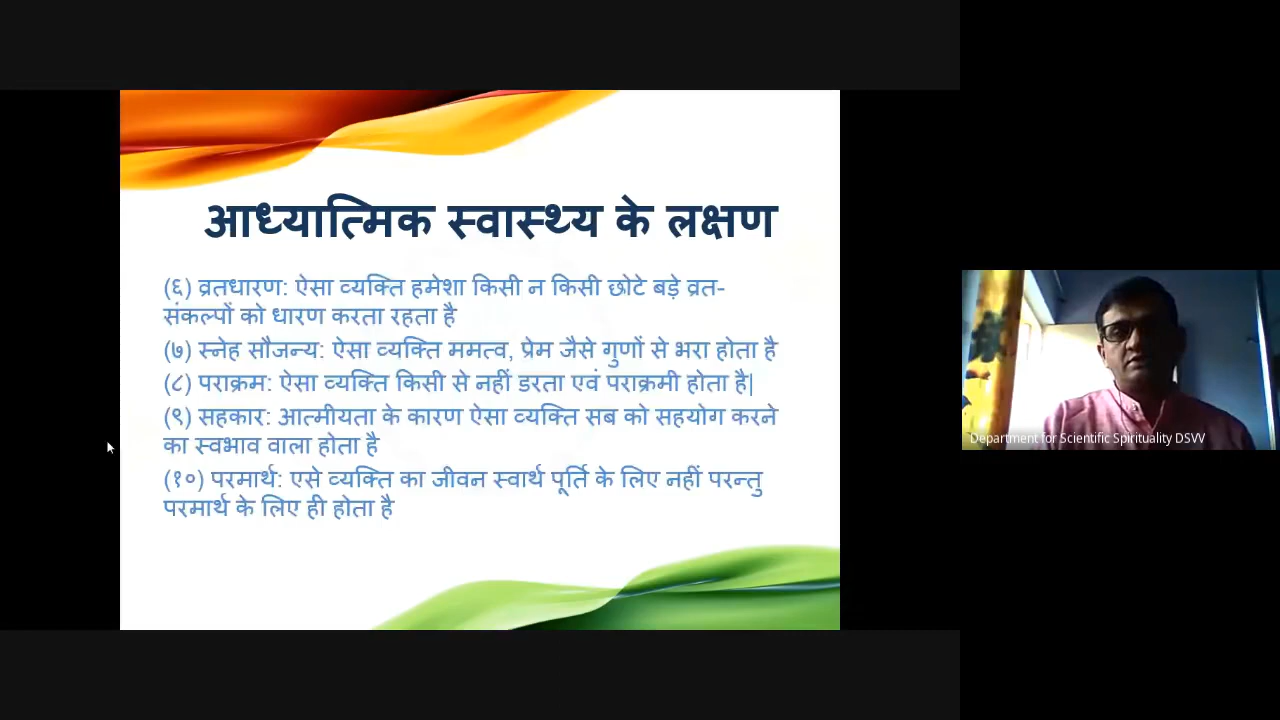 आध्यात्मिक स्वास्थ्य के लक्षण
(६) व्रतधारण: ऐसा व्यक्ति हमेशा किसी न किसी छोटे बड़े व्रत-
संकल्पों को धारण करता रहता है
(७) स्नेह सौजन्य: ऐसा व्यक्ति ममत्व, प्रेम जैसे गुणों से भरा होता है
(८) पराक्रम: ऐसा व्यक्ति किसी से नहीं डरता एवं पराक्रमी होता है|
(९) सहकार: आत्मीयता के कारण ऐसा व्यक्ति सब को सहयोग करने
का स्वभाव वाला होता है
(१०) परमार्थ: एसे व्यक्ति का जीवन स्वार्थ पूर्ति के लिए नहीं परन्तु
परमार्थ के लिए ही होता है
Department for Scientific Spirituality DSVV